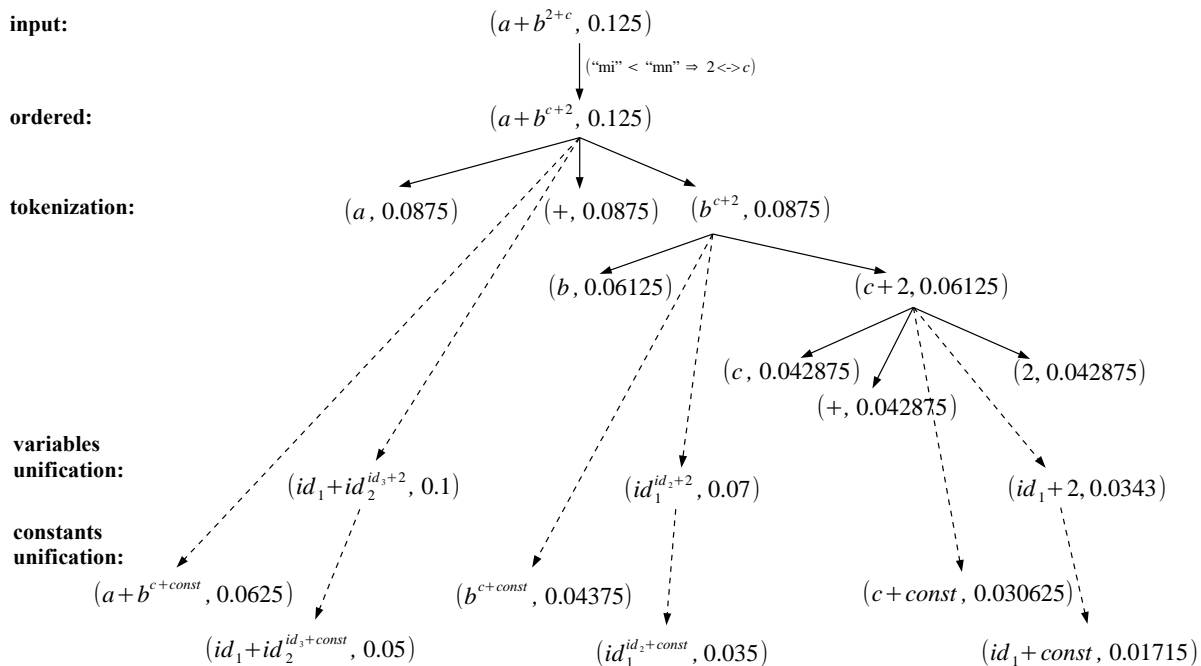 input: (a+b^{2+c}, 0.125)
(“mi” < “mn” ⇒ 2<->c)
ordered: (a+b^{c+2}, 0.125)
tokenization: (a, 0.0875) (+, 0.0875) (b^{c+2}, 0.0875)
(b, 0.06125) (c+2, 0.06125)
(c, 0.042875) (2, 0.042875)
(+, 0.042875)
variables
unification: (id_1+id_2^{id_3+2}, 0.1) (id_1^{id_2+2}, 0.07) (id_1+2, 0.0343)
constants
unification:
(a+b^{c+const}, 0.0625) (b^{c+const}, 0.04375) (c+const, 0.030625)
(id_1+id_2^{id_3+const}, 0.05) (id_1^{id_2+const}, 0.035) (id_1+const, 0.01715)